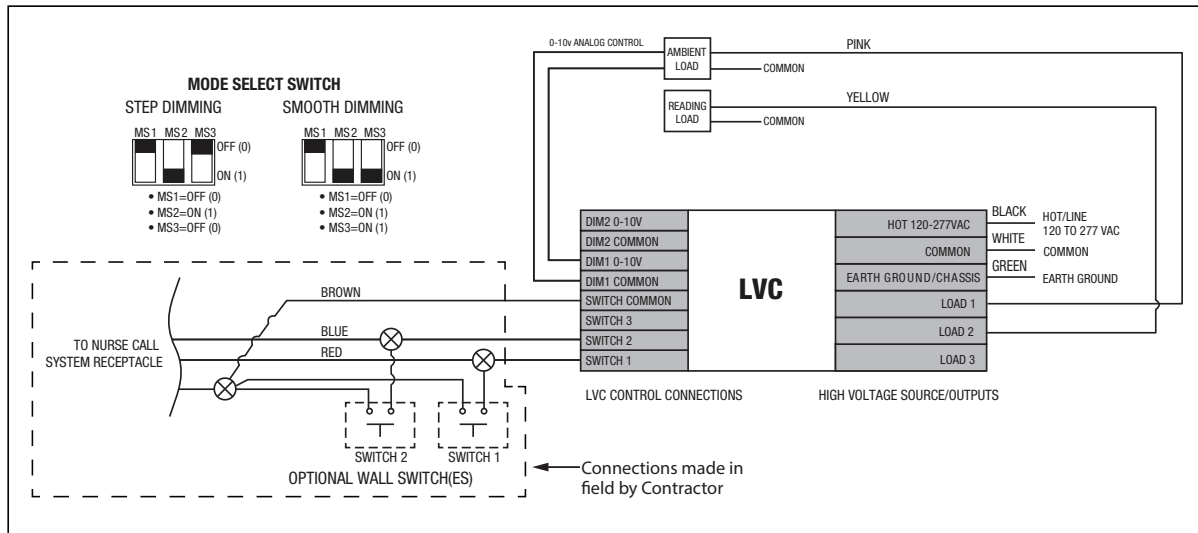 0-10v ANALOG CONTROL
AMBIENT
LOAD
PINK
COMMON
READING
LOAD
YELLOW
COMMON
MODE SELECT SWITCH
STEP DIMMING
SMOOTH DIMMING
MS1 MS2 MS3
OFF (0)
ON (1)
• MS1=OFF (0)
• MS2=ON (1)
• MS3=OFF (0)
MS1 MS2 MS3
OFF (0)
ON (1)
• MS1=OFF (0)
• MS2=ON (1)
• MS3=ON (1)
DIM2 0-10V
DIM2 COMMON
DIM1 0-10V
DIM1 COMMON
SWITCH COMMON
SWITCH 3
SWITCH 2
SWITCH 1
LVC
HOT 120-277VAC
COMMON
EARTH GROUND/CHASSIS
LOAD 1
LOAD 2
LOAD 3
BLACK
HOT/LINE
120 TO 277 VAC
WHITE
COMMON
GREEN
EARTH GROUND
LVC CONTROL CONNECTIONS
HIGH VOLTAGE SOURCE/OUTPUTS
BROWN
BLUE
RED
TO NURSE CALL
SYSTEM RECEPTACLE
SWITCH 2
SWITCH 1
OPTIONAL WALL SWITCH(ES)
Connections made in
field by Contractor